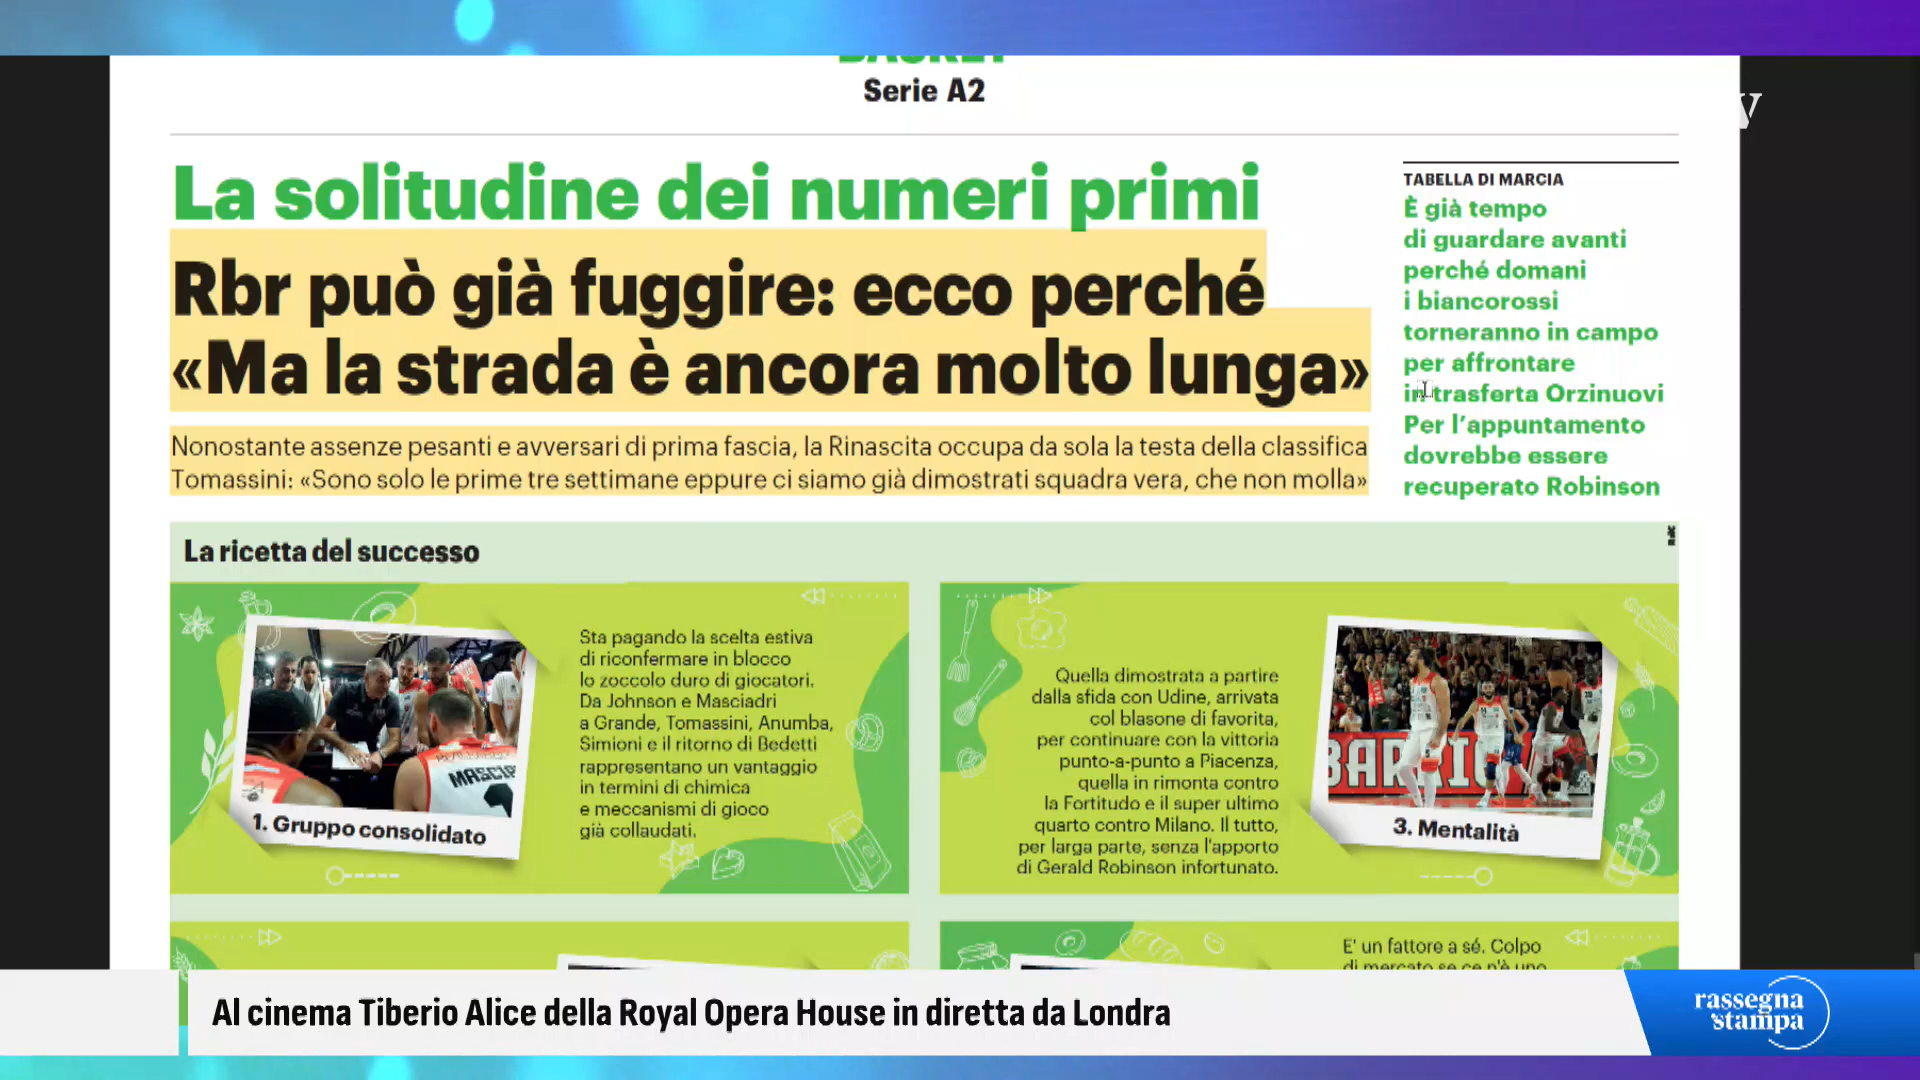 BASKET
Serie A2
La solitudine dei numeri primi
Rbr può già fuggire: ecco perché
«Ma la strada è ancora molto lunga»
Nonostante assenze pesanti e avversari di prima fascia, la Rinascita occupa da sola la testa della classifica
Tomassini: «Sono solo le prime tre settimane eppure ci siamo già dimostrati squadra vera, che non molla»
TABELLA DI MARCIA
È già tempo
di guardare avanti
perché domani
i biancorossi
torneranno in campo
per affrontare
in trasferta Orzinuovi
Per l'appuntamento
dovrebbe essere
recuperato Robinson
La ricetta del successo
Sta pagando la scelta estiva
di riconfermare in blocco
lo zoccolo duro di giocatori.
Da Johnson e Masciadri
a Grande, Tomassini, Anumba,
Simioni e il ritorno di Bedetti
rappresentano un vantaggio
in termini di chimica
e meccanismi di gioco
già collaudati.
1. Gruppo consolidato
Quella dimostrata a partire
dalla sfida con Udine, arrivata
col blasone di favorita,
per continuare con la vittoria
punto-a-punto a Piacenza,
quella in rimonta contro
la Fortitudo e il super ultimo
quarto contro Milano. Il tutto,
per larga parte, senza l'apporto
di Gerald Robinson infortunato.
BARRIO
3. Mentalità
E' un fattore a sé. Colpo
di mercato se ce n'è uno
Al cinema Tiberio Alice della Royal Opera House in diretta da Londra
rassegna
stampa